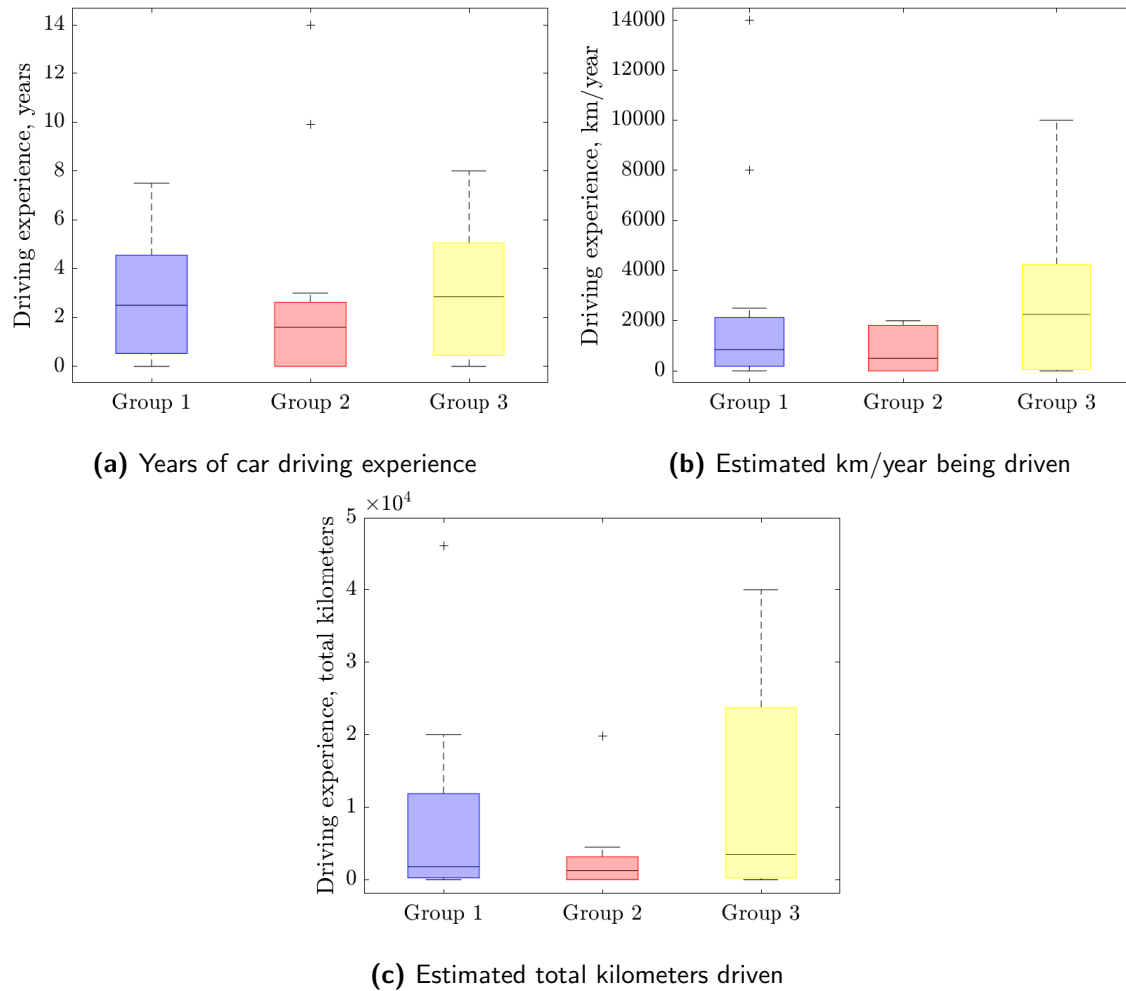 14
12
10
8
6
4
2
0
Driving experience, years
Group 1 Group 2 Group 3
(a) Years of car driving experience
14000
12000
10000
8000
6000
4000
2000
0
Driving experience, km/year
Group 1 Group 2 Group 3
(b) Estimated km/year being driven
×10⁴
5
4
3
2
1
0
Driving experience, total kilometers
Group 1 Group 2 Group 3
(c) Estimated total kilometers driven